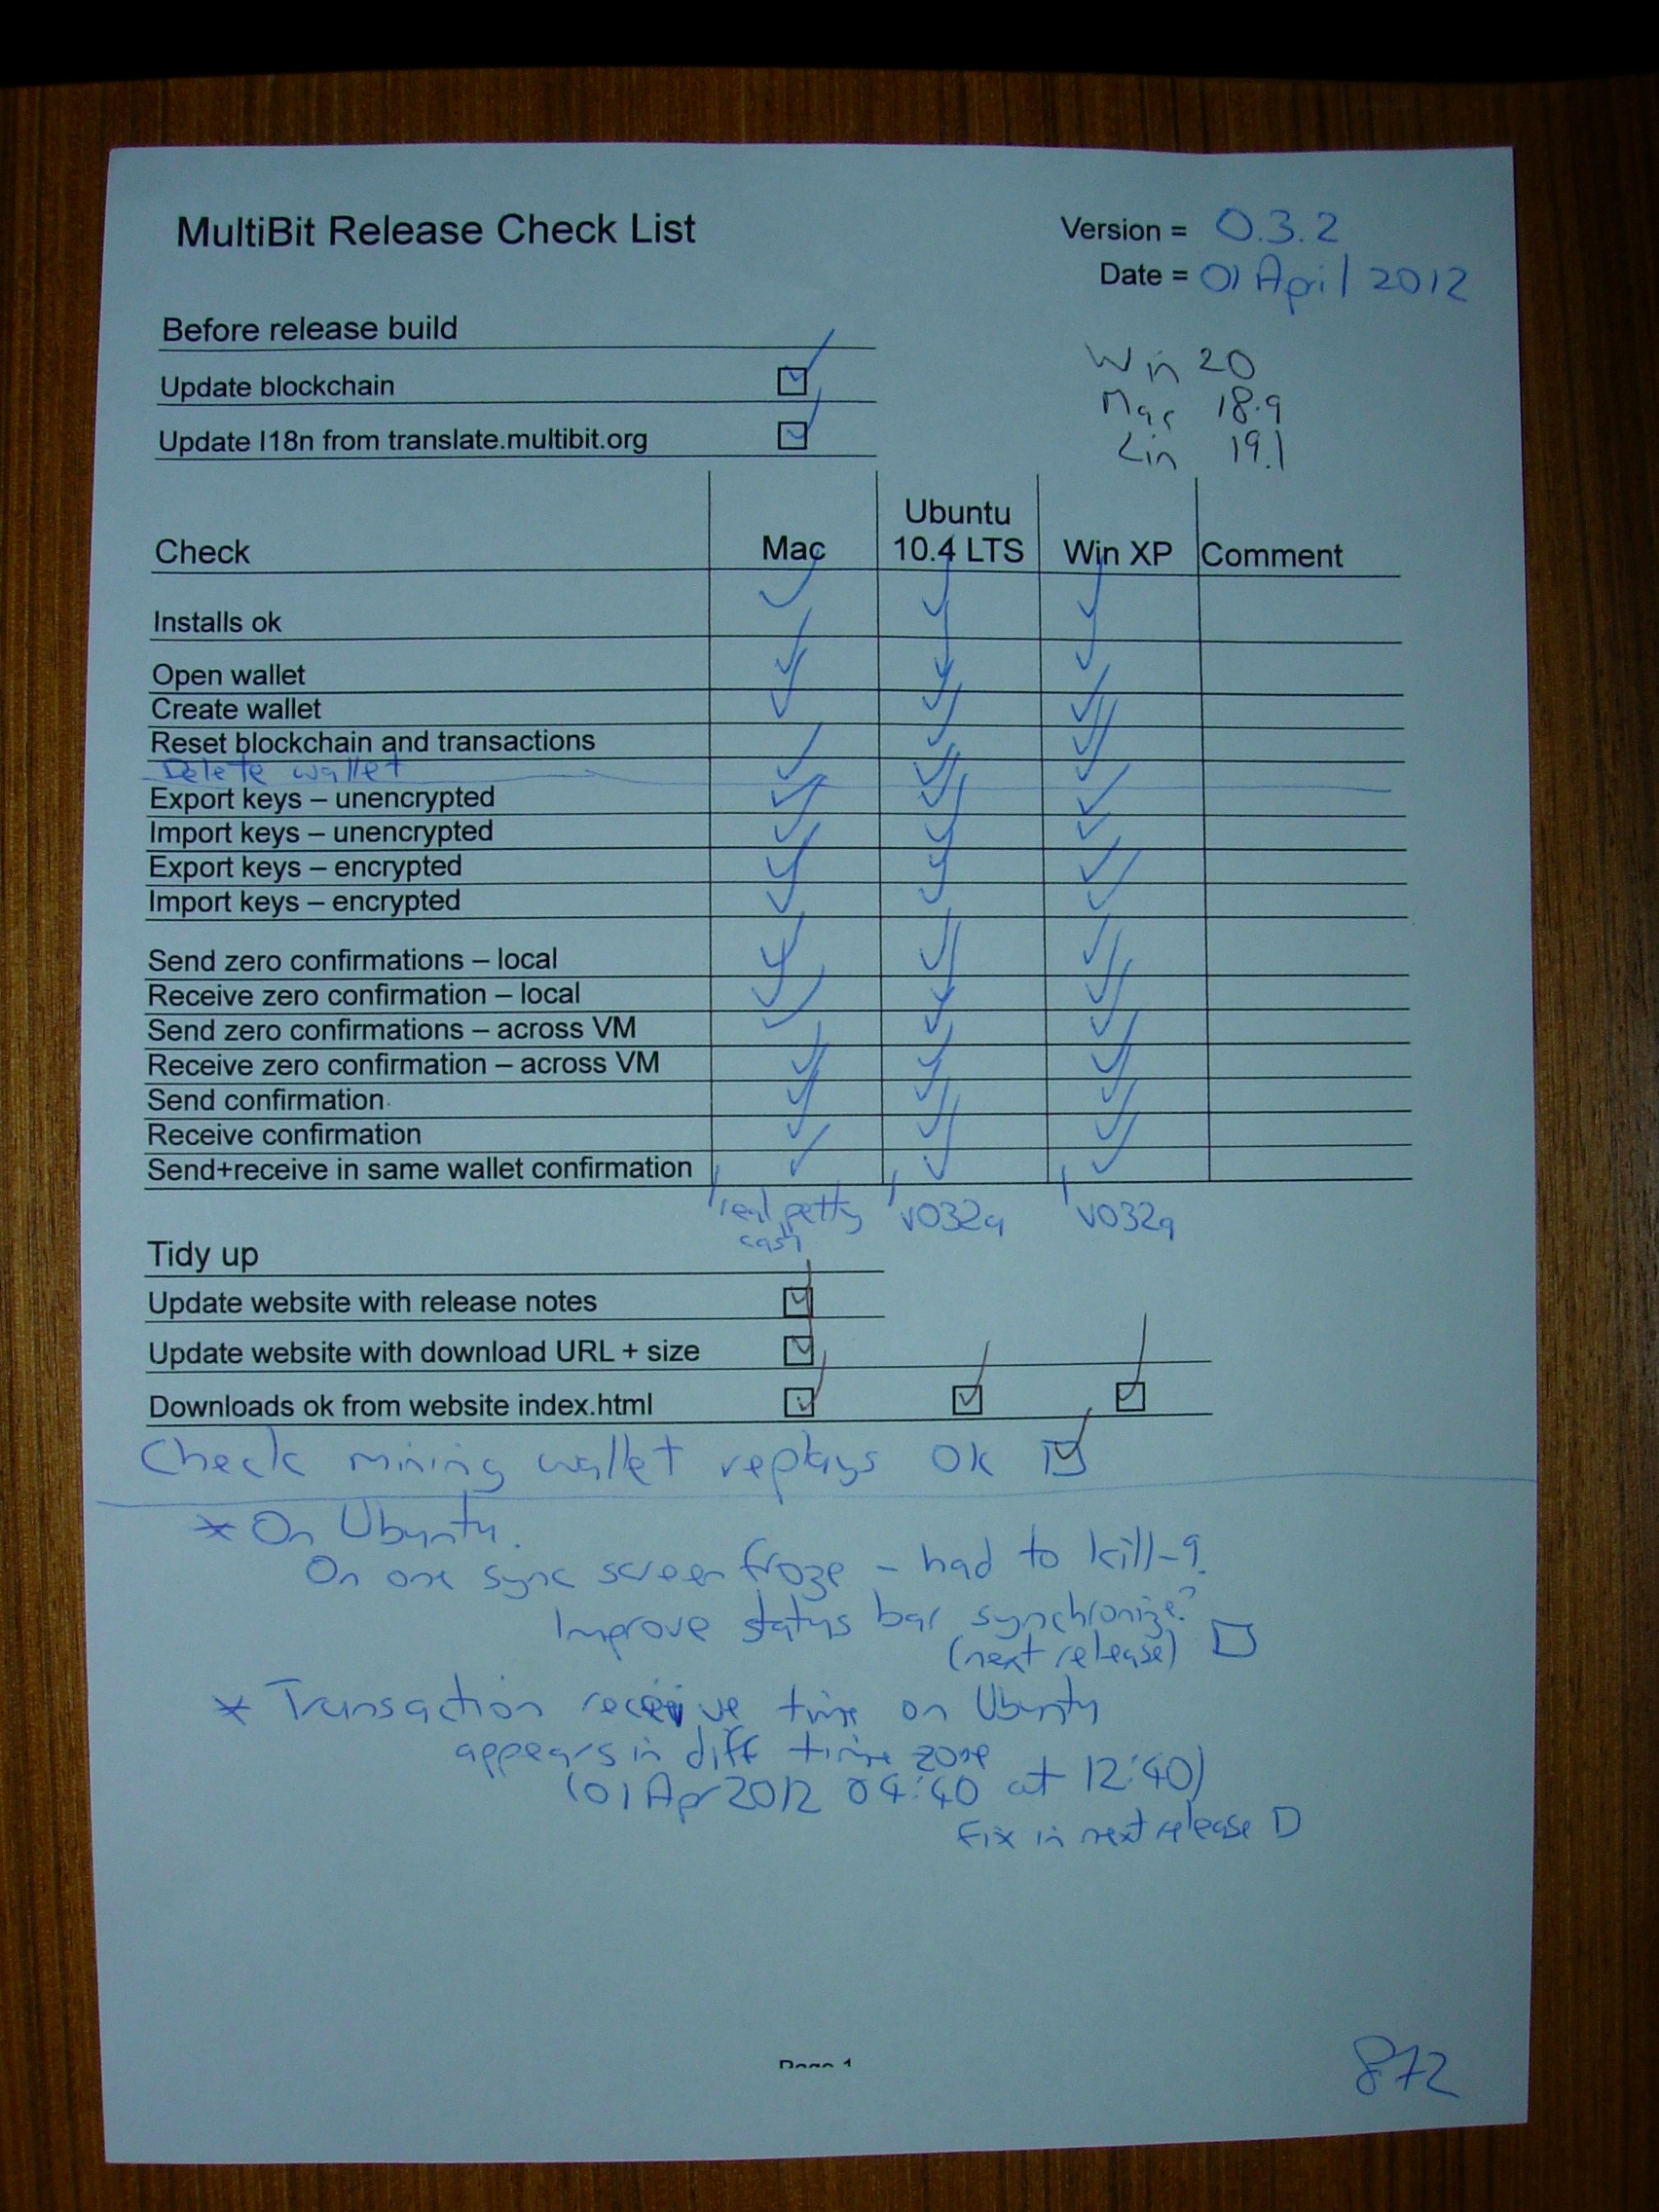 MultiBit Release Check List
Version = 0.3.2
Date = 01 April 2012
Before release build
Update blockchain
Update I18n from translate.multibit.org
Win 20
Mac 18.9
Lin 19.1
Check Mac Ubuntu 10.4 LTS Win XP Comment
Installs ok
Open wallet
Create wallet
Reset blockchain and transactions
Delete wallet
Export keys – unencrypted
Import keys – unencrypted
Export keys – encrypted
Import keys – encrypted
Send zero confirmations – local
Receive zero confirmation – local
Send zero confirmations – across VM
Receive zero confirmation – across VM
Send confirmation
Receive confirmation
Send+receive in same wallet confirmation
real petty v032a v032a
cash
Tidy up
Update website with release notes
Update website with download URL + size
Downloads ok from website index.html
Check mining wallet replays OK
* On Ubuntu.
On one sync screen froze – had to kill -9.
Improve status bar synchronize?
(next release)
* Transaction receive time on Ubuntu
appears in diff time zone
(01 Apr 2012 04:40 at 12:40)
Fix in next release
Page 1
872